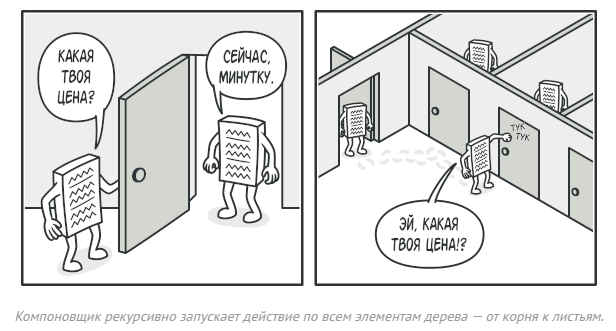 КАКАЯ
ТВОЯ
ЦЕНА?
СЕЙЧАС,
МИНУТКУ.
ТУК
ТУК
ЭЙ, КАКАЯ
ТВОЯ ЦЕНА!?
Компоновщик рекурсивно запускает действие по всем элементам дерева — от корня к листьям.